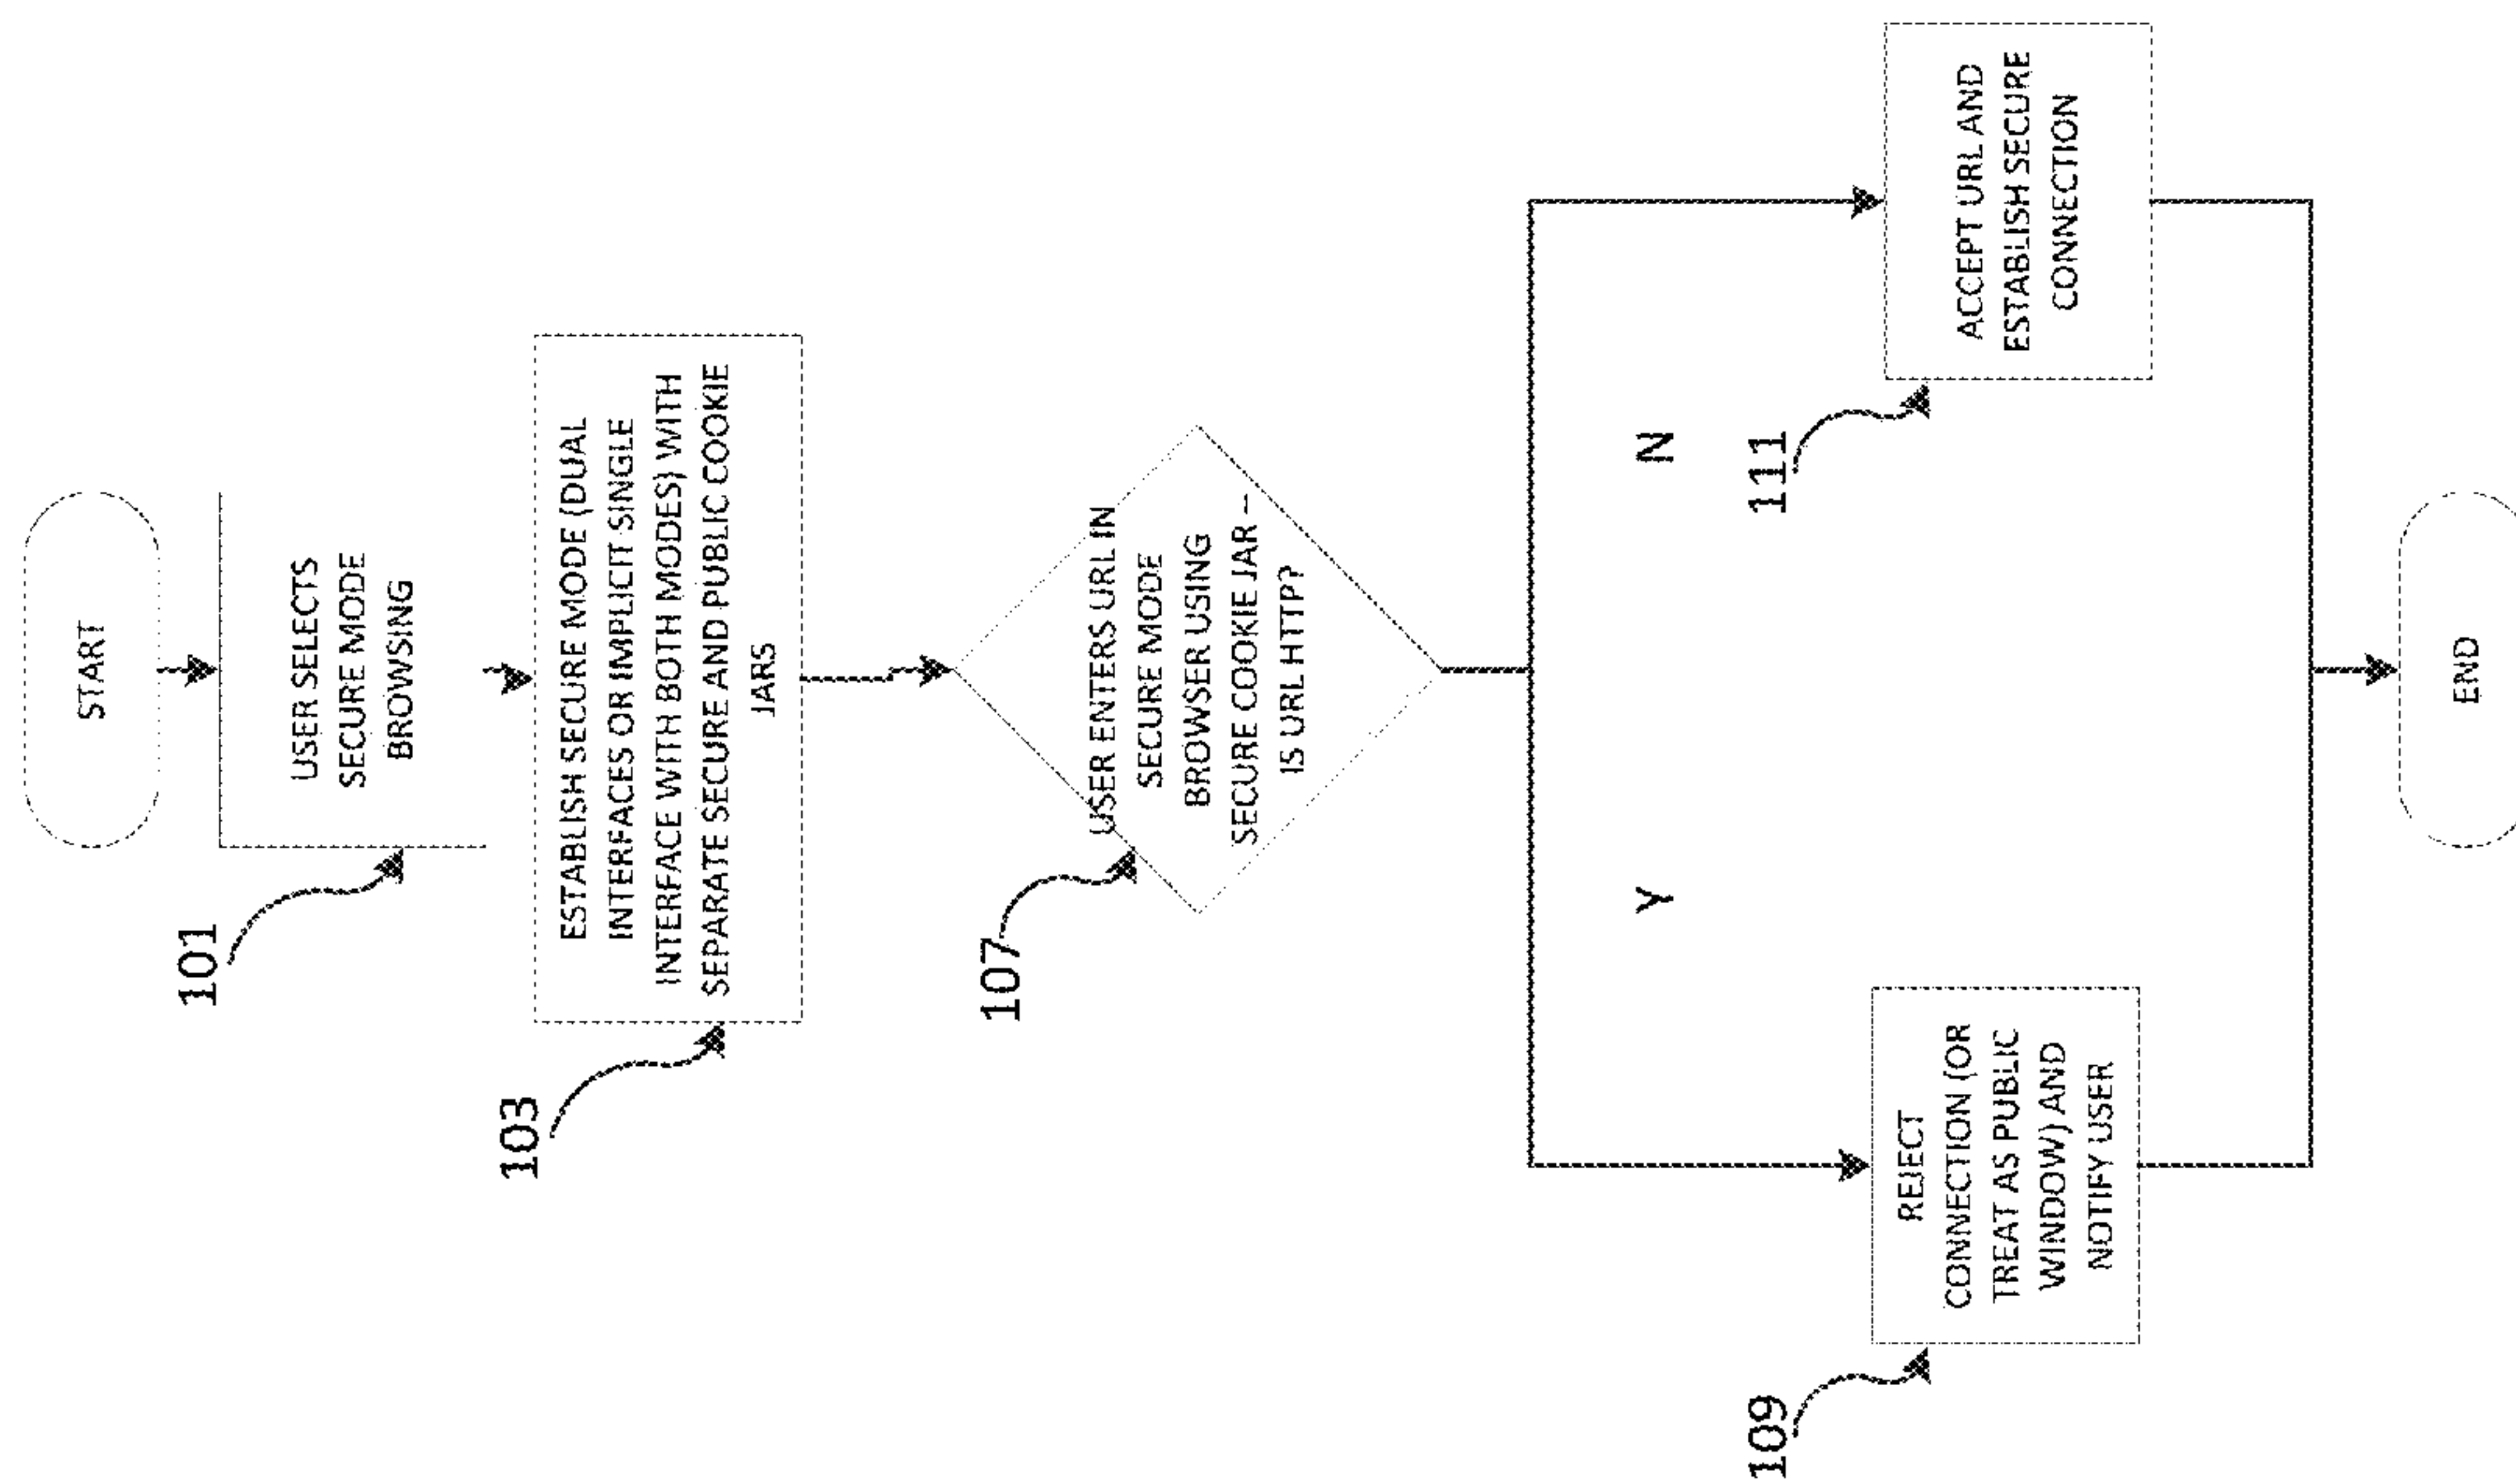 START
101
USER SELECTS
SECURE MODE
BROWSING
103
ESTABLISH SECURE MODE (DUAL
INTERFACES OR IMPLICIT SINGLE
INTERFACE WITH BOTH MODES) WITH
SEPARATE SECURE AND PUBLIC COOKIE
JARS
107
USER ENTERS URL IN
SECURE MODE
BROWSER USING
SECURE COOKIE JAR –
IS URL HTTP?
Y
N
109
REJECT
CONNECTION (OR
TREAT AS PUBLIC
WINDOW) AND
NOTIFY USER
111
ACCEPT URL AND
ESTABLISH SECURE
CONNECTION
END